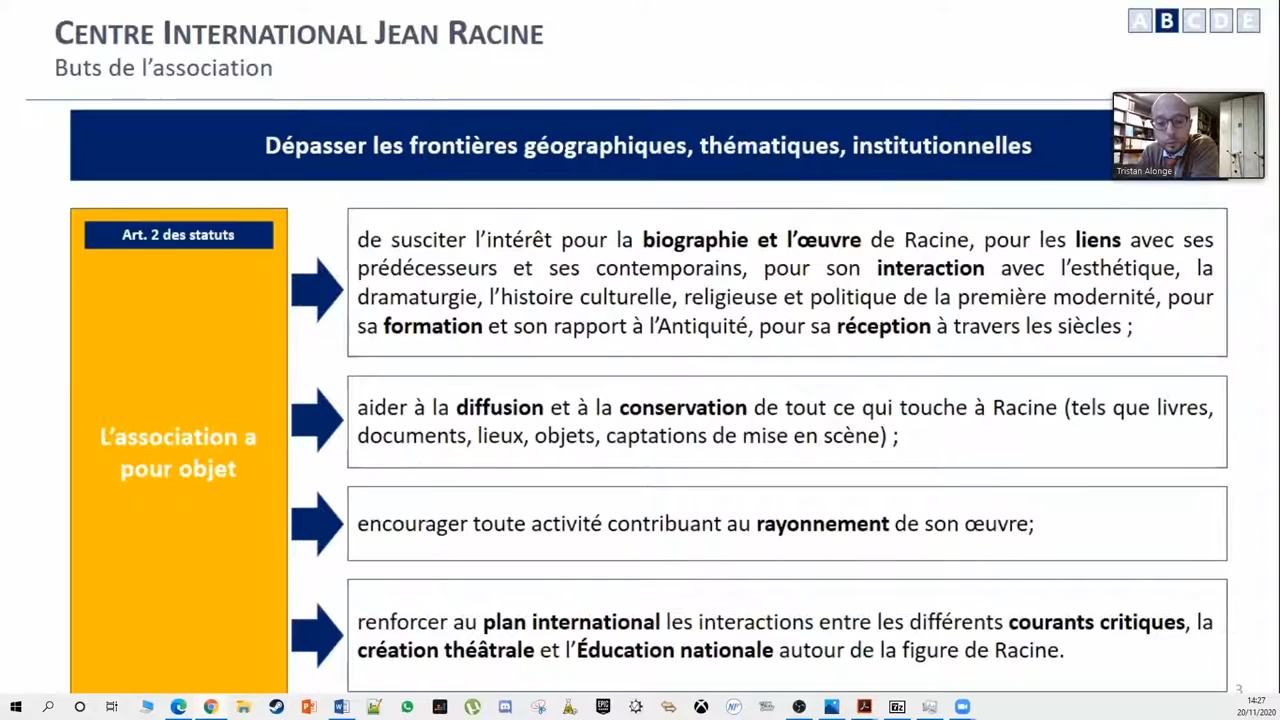 CENTRE INTERNATIONAL JEAN RACINE
Buts de l'association
A B C D E
Dépasser les frontières géographiques, thématiques, institutionnelles
Tristan Alonge
Art. 2 des statuts
L'association a
pour objet
de susciter l'intérêt pour la biographie et l'œuvre de Racine, pour les liens avec ses
prédécesseurs et ses contemporains, pour son interaction avec l'esthétique, la
dramaturgie, l'histoire culturelle, religieuse et politique de la première modernité, pour
sa formation et son rapport à l'Antiquité, pour sa réception à travers les siècles ;
aider à la diffusion et à la conservation de tout ce qui touche à Racine (tels que livres,
documents, lieux, objets, captations de mise en scène) ;
encourager toute activité contribuant au rayonnement de son œuvre;
renforcer au plan international les interactions entre les différents courants critiques, la
création théâtrale et l'Éducation nationale autour de la figure de Racine.
3
14:27
20/11/2020